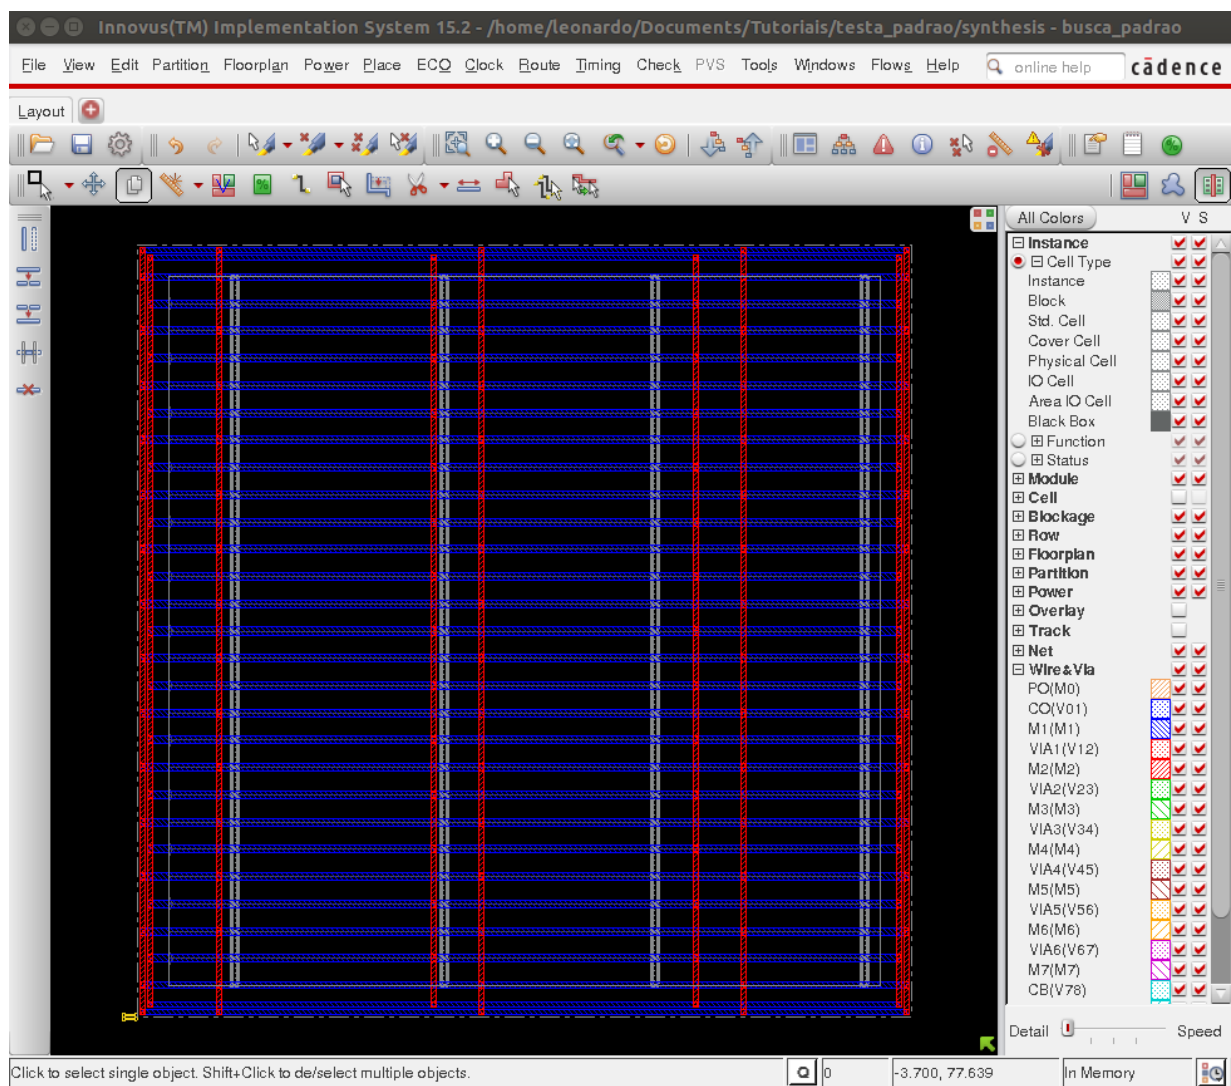 Innovus(TM) Implementation System 15.2 - /home/leonardo/Documents/Tutoriais/testa_padrao/synthesis - busca_padrao
File View Edit Partition Floorplan Power Place ECO Clock Route Timing Check PVS Tools Windows Flows Help online help cādence
Layout
All Colors V S
Instance
Cell Type
Instance
Block
Std. Cell
Cover Cell
Physical Cell
IO Cell
Area IO Cell
Black Box
Function
Status
Module
Cell
Blockage
Row
Floorplan
Partition
Power
Overlay
Track
Net
Wire&Via
PO(M0)
CO(V01)
M1(M1)
VIA1(V12)
M2(M2)
VIA2(V23)
M3(M3)
VIA3(V34)
M4(M4)
VIA4(V45)
M5(M5)
VIA5(V56)
M6(M6)
VIA6(V67)
M7(M7)
CB(V78)
Detail Speed
Click to select single object. Shift+Click to de/select multiple objects. Q 0 -3.700, 77.639 In Memory